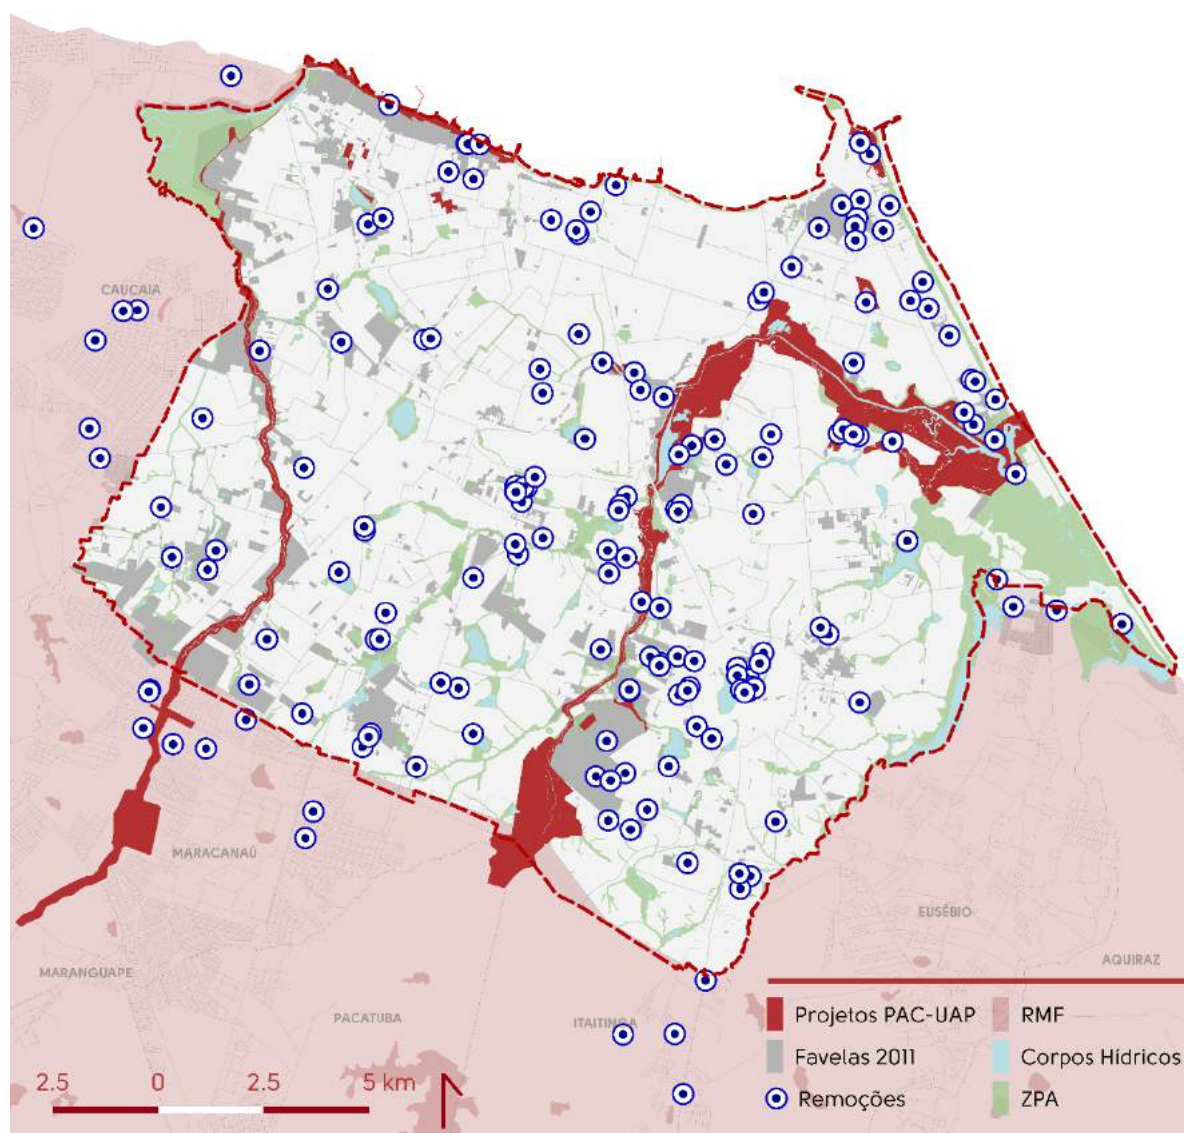 CAUCAIA
MARACANAÚ
EUSÉBIO
MARANGUAPE
AQUIRAZ
PACATUBA
ITAITINGA
Projetos PAC-UAP
RMF
Favelas 2011
Corpos Hídricos
Remoções
ZPA
2.5 0 2.5 5 km